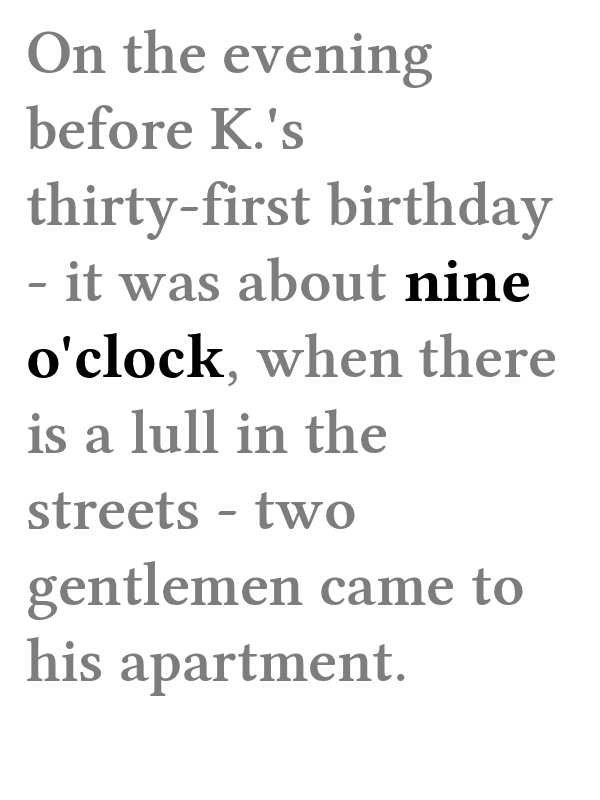 On the evening
before K.'s
thirty-first birthday
- it was about nine
o'clock, when there
is a lull in the
streets - two
gentlemen came to
his apartment.